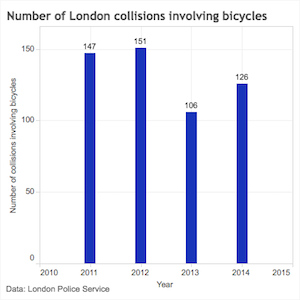 Number of London collisions involving bicycles
Number of collisions involving bicycles
150
100
50
0
147
151
106
126
2010 2011 2012 2013 2014 2015
Year
Data: London Police Service